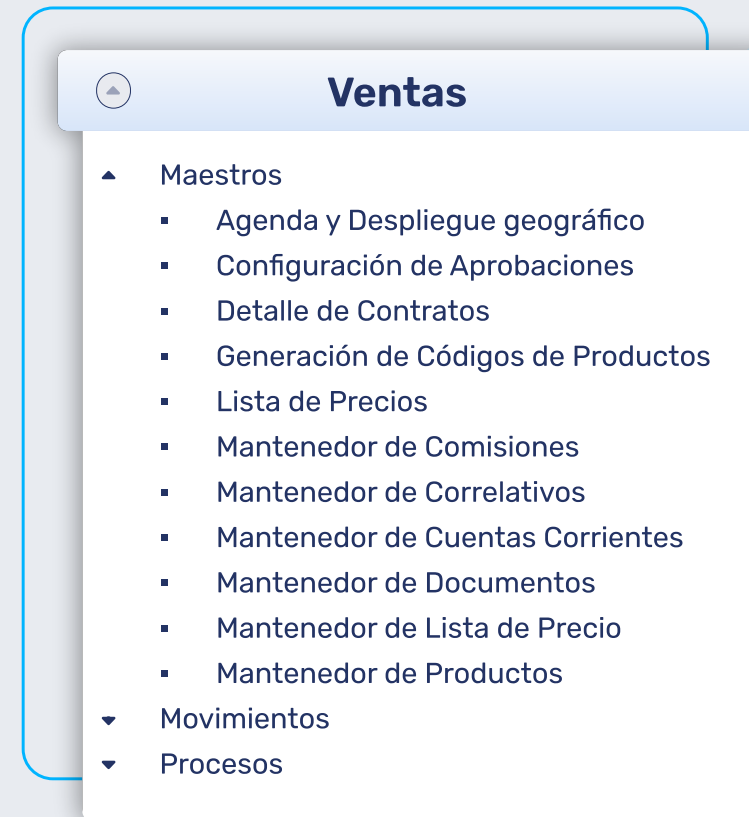 Ventas
Maestros
Agenda y Despliegue geográfico
Configuración de Aprobaciones
Detalle de Contratos
Generación de Códigos de Productos
Lista de Precios
Mantenedor de Comisiones
Mantenedor de Correlativos
Mantenedor de Cuentas Corrientes
Mantenedor de Documentos
Mantenedor de Lista de Precio
Mantenedor de Productos
Movimientos
Procesos